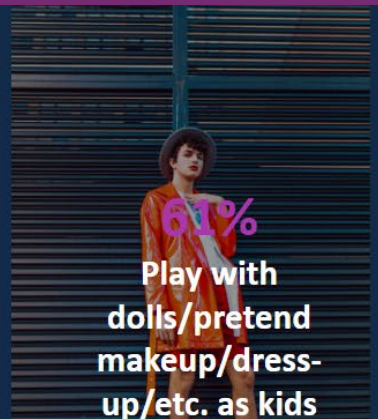 61%
Play with
dolls/pretend
makeup/dress-
up/etc. as kids